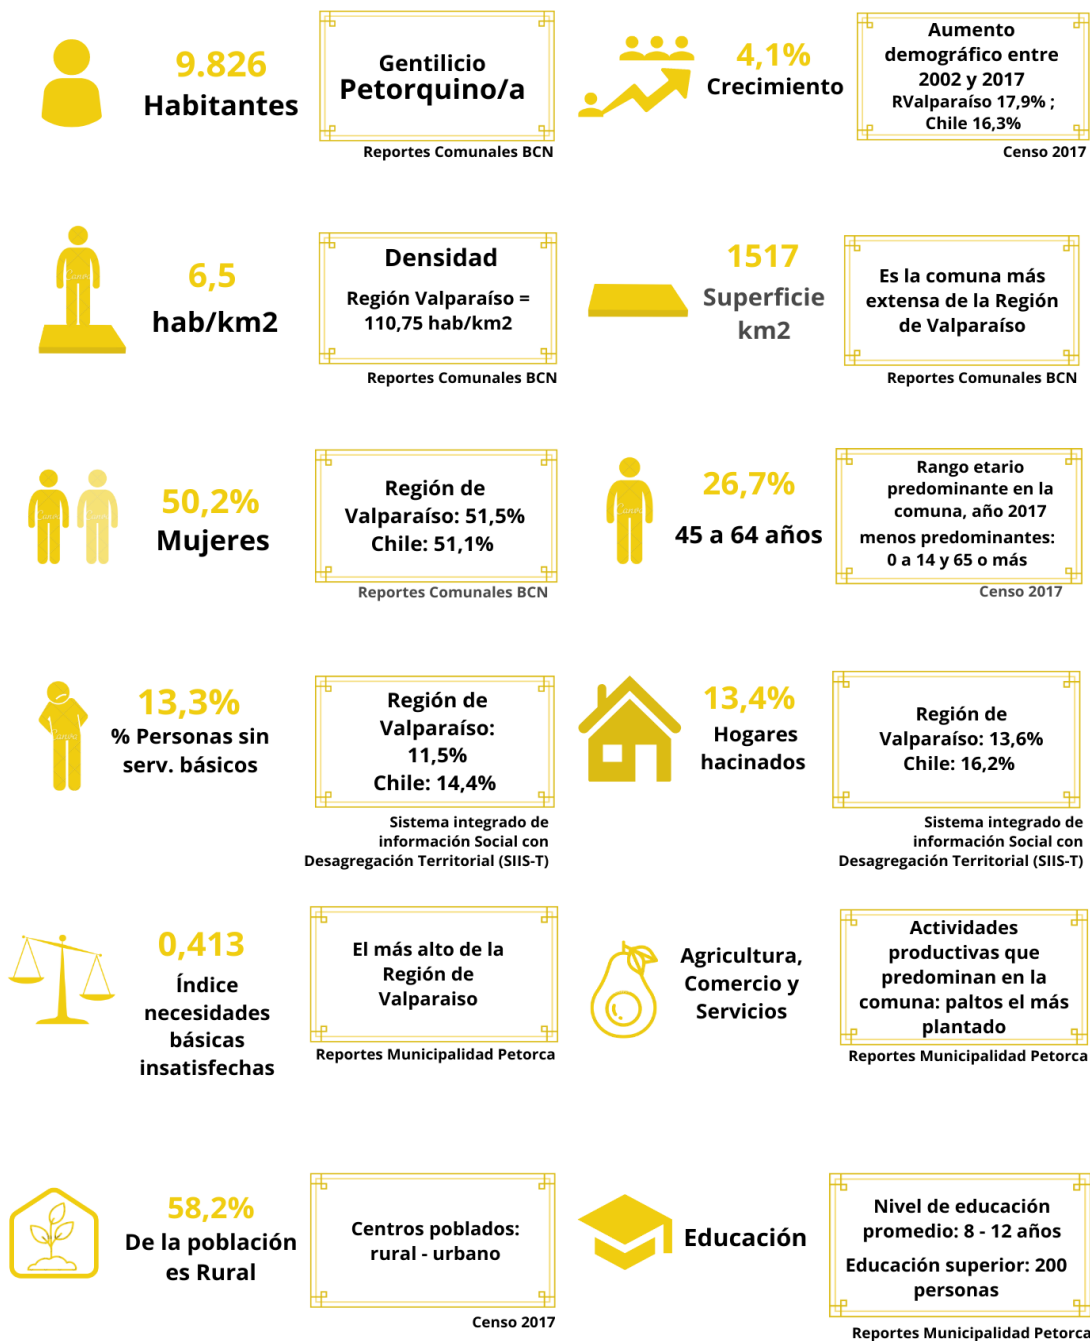 9.826
Habitantes
Gentilicio
Petorquino/a
Reportes Comunales BCN
4,1%
Crecimiento
Aumento
demográfico entre
2002 y 2017
RValparaíso 17,9% ;
Chile 16,3%
Censo 2017
6,5
hab/km2
Densidad
Región Valparaíso =
110,75 hab/km2
Reportes Comunales BCN
1517
Superficie
km2
Es la comuna más
extensa de la Región
de Valparaíso
Reportes Comunales BCN
50,2%
Mujeres
Región de
Valparaíso: 51,5%
Chile: 51,1%
Reportes Comunales BCN
26,7%
45 a 64 años
Rango etario
predominante en la
comuna, año 2017
menos predominantes:
0 a 14 y 65 o más
Censo 2017
13,3%
% Personas sin
serv. básicos
Región de
Valparaíso:
11,5%
Chile: 14,4%
Sistema integrado de
información Social con
Desagregación Territorial (SIIS-T)
13,4%
Hogares
hacinados
Región de
Valparaíso: 13,6%
Chile: 16,2%
Sistema integrado de
información Social con
Desagregación Territorial (SIIS-T)
0,413
Índice
necesidades
básicas
insatisfechas
El más alto de la
Región de
Valparaiso
Reportes Municipalidad Petorca
Agricultura,
Comercio y
Servicios
Actividades
productivas que
predominan en la
comuna: paltos el más
plantado
Reportes Municipalidad Petorca
58,2%
De la población
es Rural
Centros poblados:
rural - urbano
Censo 2017
Educación
Nivel de educación
promedio: 8 - 12 años
Educación superior: 200
personas
Reportes Municipalidad Petorca